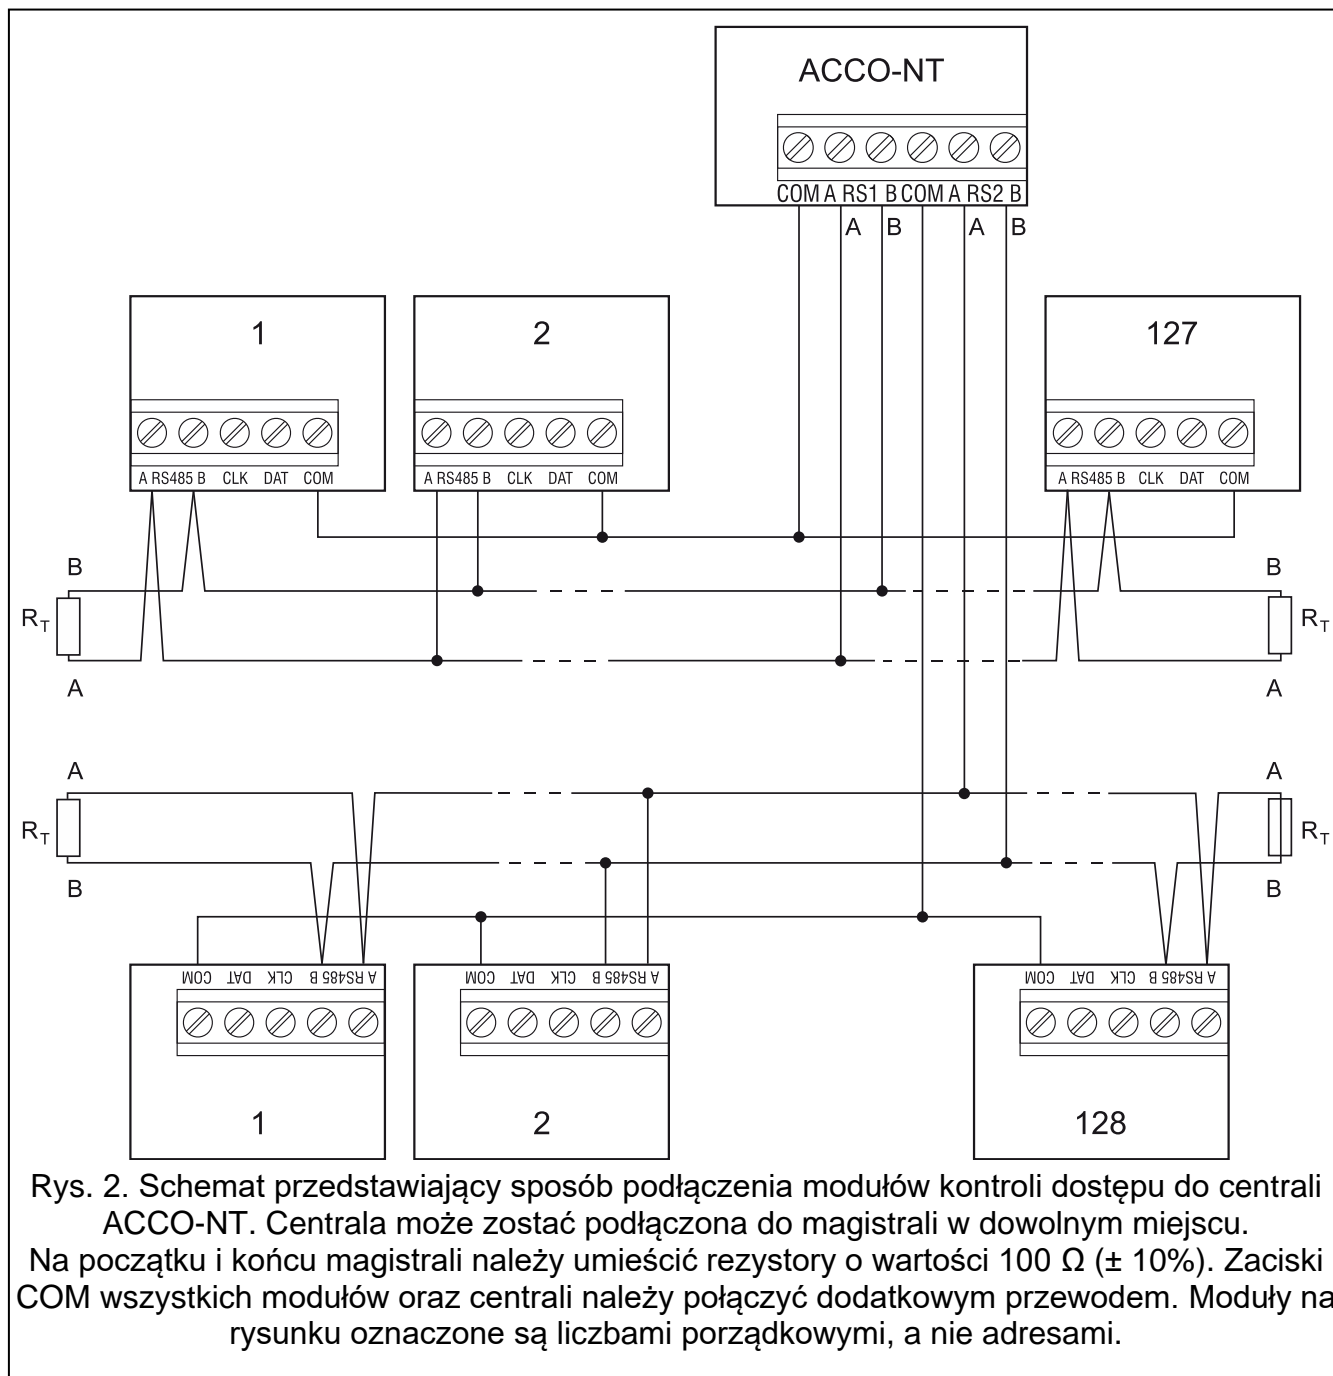 ACCO-NT
COM A RS1 B COM A RS2 B
A B A B
1
2
127
A RS485 B CLK DAT COM
A RS485 B CLK DAT COM
A RS485 B CLK DAT COM
B B
RT RT
A A
A A
RT RT
B B
COM DAT CLK B RS485 A
COM DAT CLK B RS485 A
COM DAT CLK B RS485 A
1
2
128
Rys. 2. Schemat przedstawiający sposób podłączenia modułów kontroli dostępu do centrali
ACCO-NT. Centrala może zostać podłączona do magistrali w dowolnym miejscu.
Na początku i końcu magistrali należy umieścić rezystory o wartości 100 Ω (± 10%). Zaciski
COM wszystkich modułów oraz centrali należy połączyć dodatkowym przewodem. Moduły na
rysunku oznaczone są liczbami porządkowymi, a nie adresami.